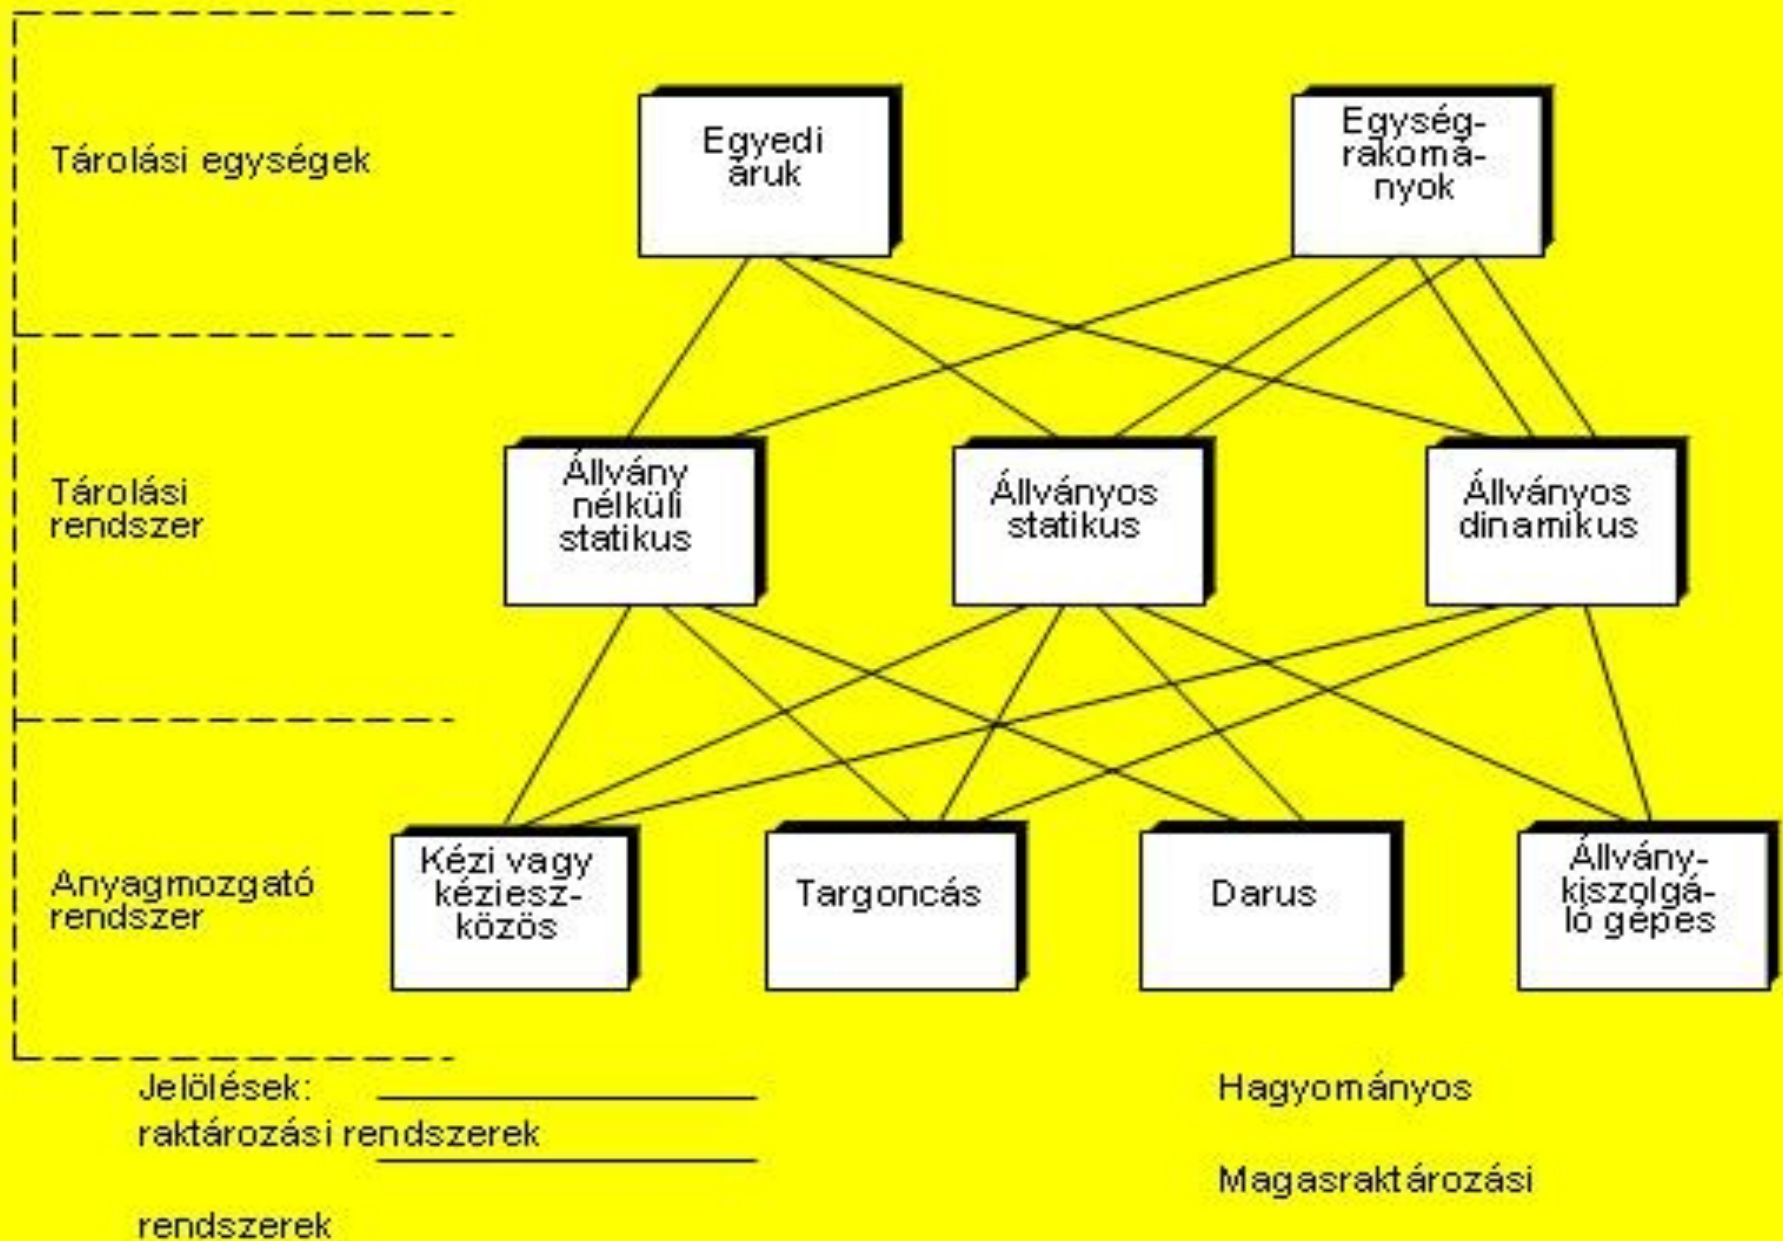 Tárolási egységek
Egyedi
áruk
Egység-
rakomá-
nyok
Tárolási
rendszer
Állvány
nélküli
statikus
Állványos
statikus
Állványos
dinamikus
Anyagmozgató
rendszer
Kézi vagy
kéziesz-
közös
Targoncás
Darus
Állvány-
kiszolgá-
ló gépes
Jelölések: Hagyományos
raktározási rendszerek
Magasraktározási
rendszerek